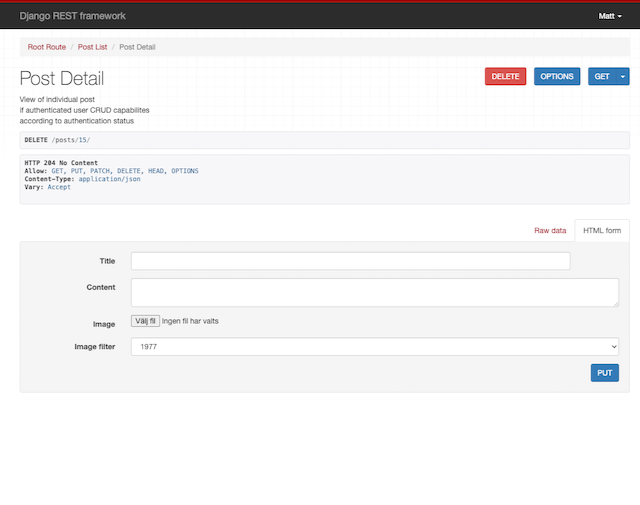 Django REST framework
Matt
Root Route / Post List / Post Detail
Post Detail
DELETE
OPTIONS
GET
View of individual post
if authenticated user CRUD capabilites
according to authentication status
DELETE /posts/15/
HTTP 204 No Content
Allow: GET, PUT, PATCH, DELETE, HEAD, OPTIONS
Content-Type: application/json
Vary: Accept
Raw data
HTML form
Title
Content
Image
Välj fil Ingen fil har valts
Image filter
1977
PUT